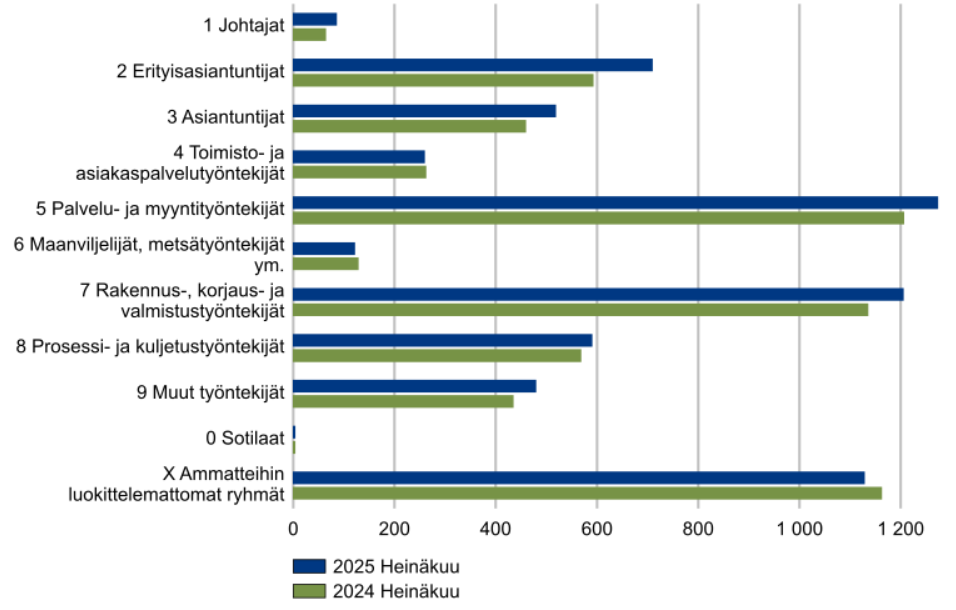 1 Johtajat
2 Erityisasiantuntijat
3 Asiantuntijat
4 Toimisto- ja
asiakaspalvelutyöntekijät
5 Palvelu- ja myyntityöntekijät
6 Maanviljelijät, metsätyöntekijät
ym.
7 Rakennus-, korjaus- ja
valmistustyöntekijät
8 Prosessi- ja kuljetustyöntekijät
9 Muut työntekijät
0 Sotilaat
X Ammatteihin
luokittelemattomat ryhmät
0 200 400 600 800 1 000 1 200
2025 Heinäkuu
2024 Heinäkuu